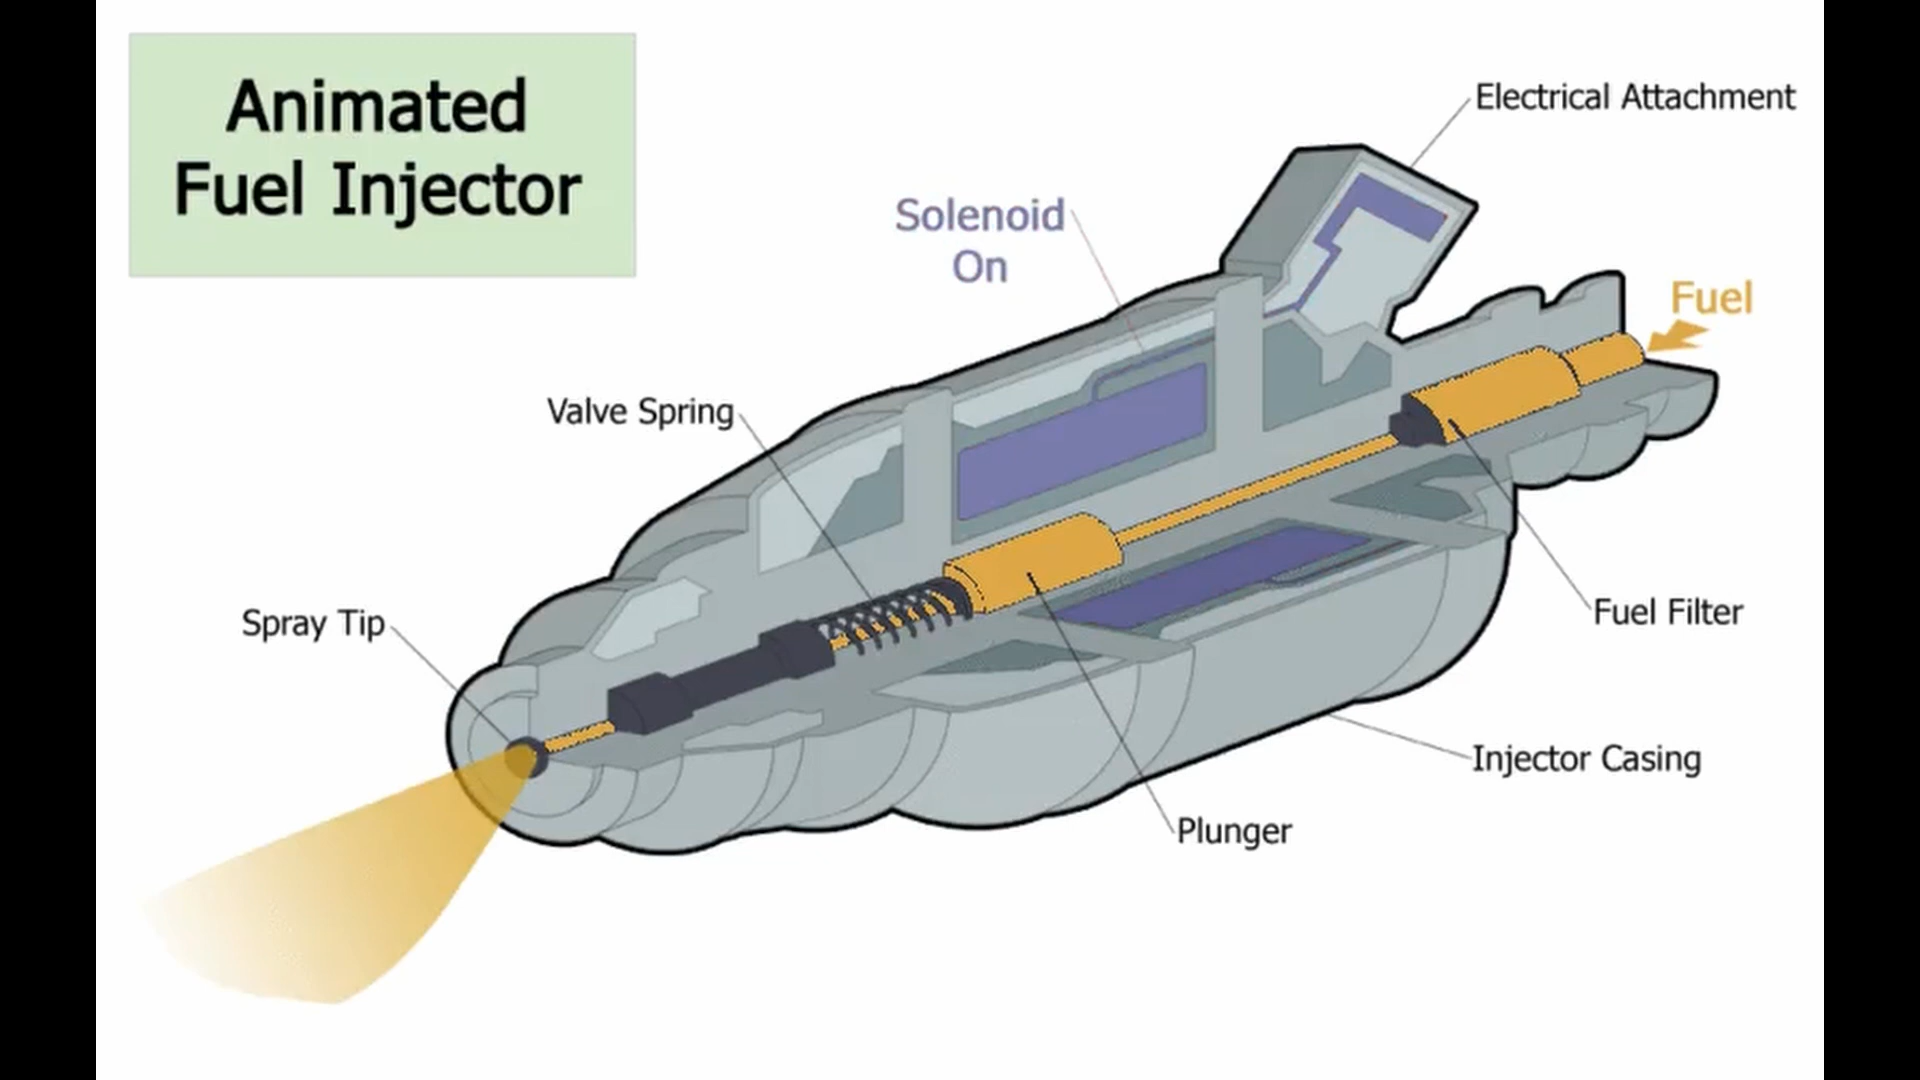 Animated
Fuel Injector
Electrical Attachment
Solenoid
On
Fuel
Valve Spring
Spray Tip
Fuel Filter
Injector Casing
Plunger